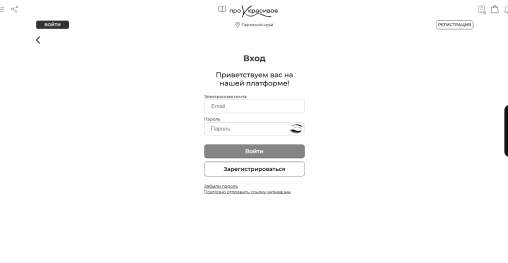 про красивое
Пермский край
ВОЙТИ
РЕГИСТРАЦИЯ
Вход
Приветствуем вас на
нашей платформе!
Электронная почта
Email
Пароль
Пароль
Войти
Зарегистрироваться
Забыли пароль
Повторно отправить ссылку активации